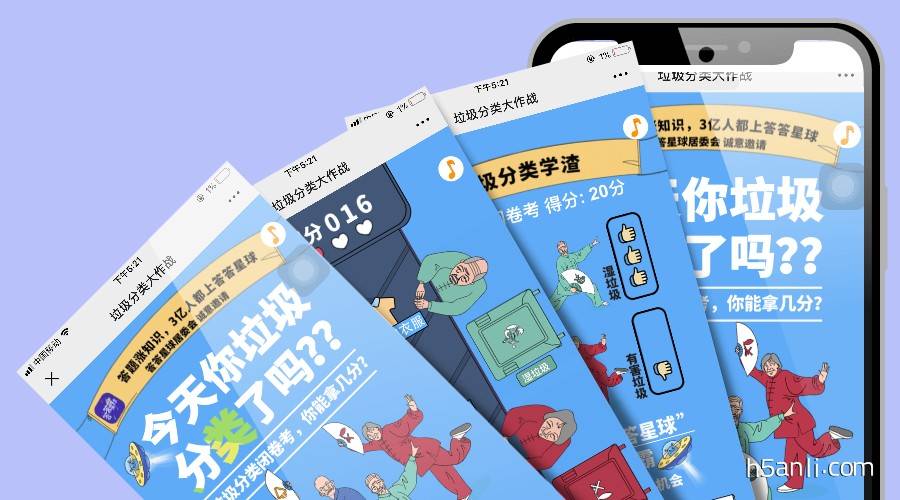 中国移动
下午5:21
1%
垃圾分类大作战
答题涨知识，3亿人都上答答星球
答答星球居委会 诚意邀请
今天你垃圾
分类了吗??
垃圾分类闭卷考，你能拿几分?
下午5:21
1%
圾分类大作战
分016
衣服
湿垃圾
下午5:21
1%
垃圾分类大作战
圾分类学渣
闭卷考 得分: 20分
湿垃圾
有害垃圾
答星球”
机会
垃圾分类大作战
知识，3亿人都上答答星球
答星球居委会 诚意邀请
你垃圾
了吗??
，你能拿几分?
h5anli.com